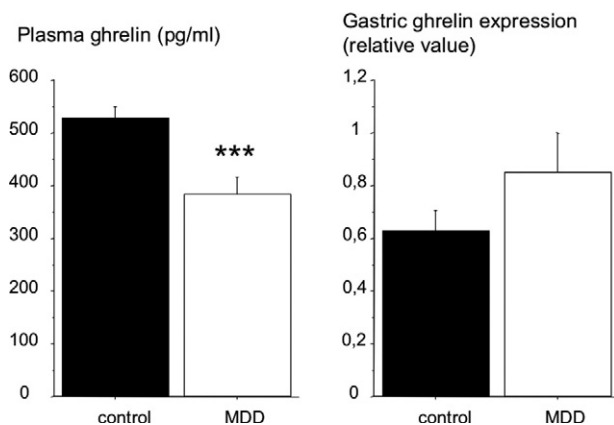 Plasma ghrelin (pg/ml)
600
500
400
300
200
100
0
***
control
MDD
Gastric ghrelin expression
(relative value)
1,2
1
0,8
0,6
0,4
0,2
0
control
MDD